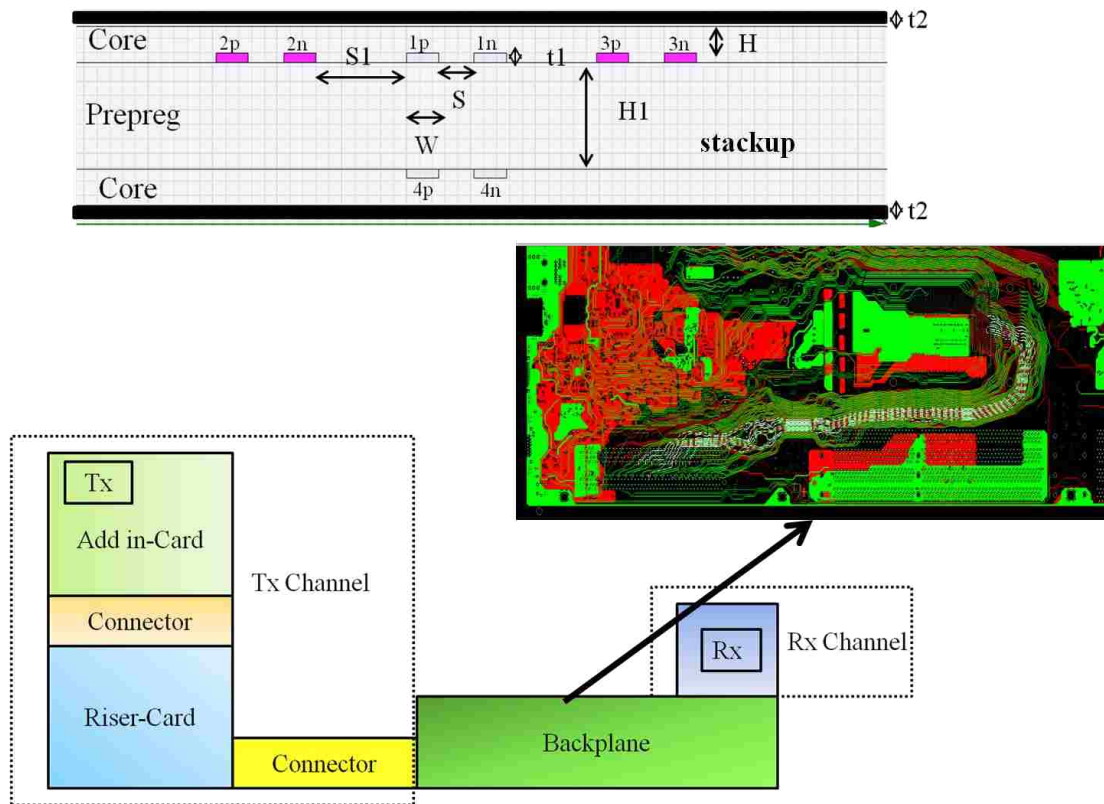 t2
Core
2p 2n 1p 1n 3p 3n
H
S1
t1
S
Prepreg
H1
W
stackup
4p 4n
Core
t2
Tx
Add in-Card
Tx Channel
Connector
Rx
Rx Channel
Riser-Card
Backplane
Connector